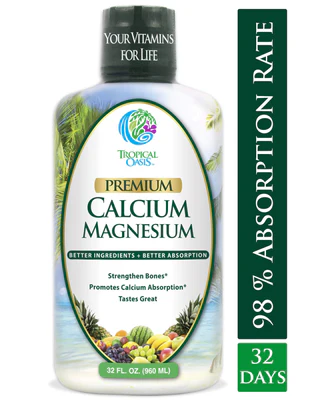 YOUR VITAMINS
FOR LIFE
TROPICAL
OASIS
PREMIUM
CALCIUM
MAGNESIUM
BETTER INGREDIENTS + BETTER ABSORPTION
Strengthen Bones*
Promotes Calcium Absorption*
Tastes Great
32 FL. OZ. (960 ML)
98 % ABSORPTION RATE
32
DAYS